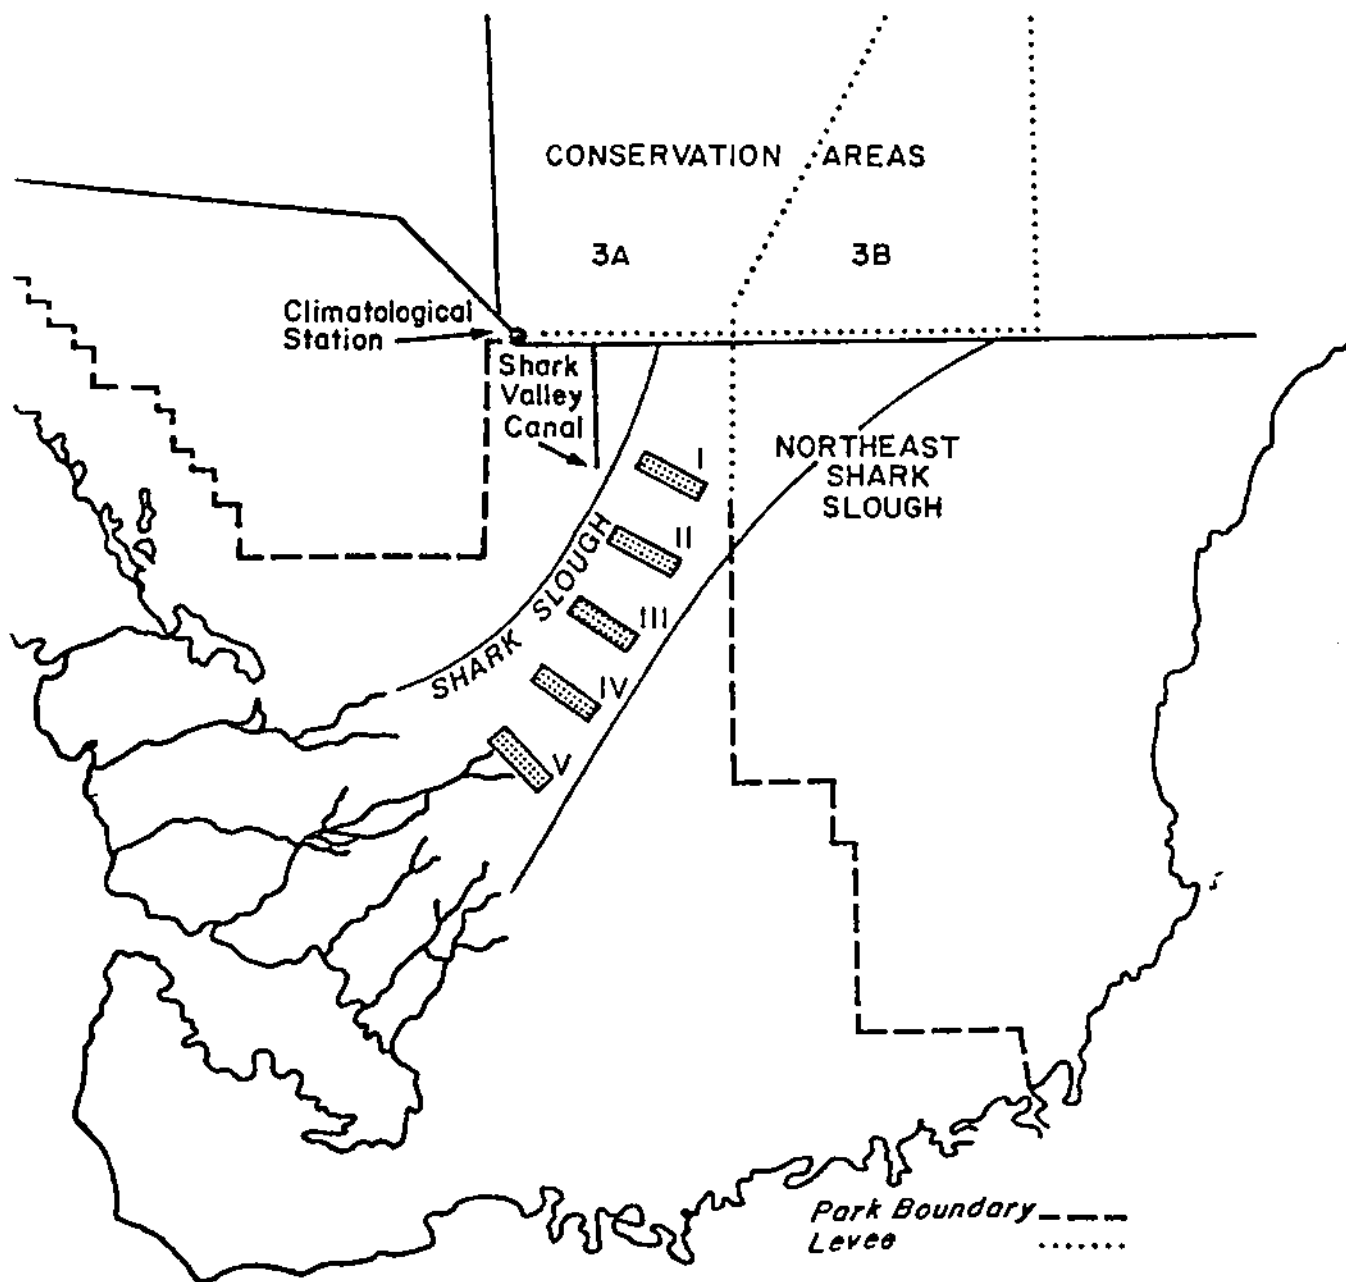 CONSERVATION AREAS
3A
3B
Climatological
Station
Shark
Valley
Canal
NORTHEAST
SHARK
SLOUGH
I
II
III
IV
V
SHARK SLOUGH
Park Boundary
Levee